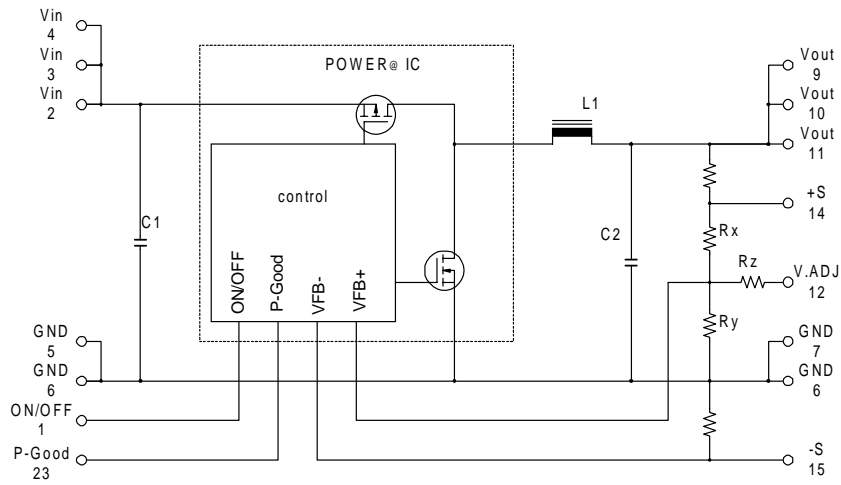 Vin
4
Vin
3
Vin
2
POWER@ IC
L1
Vout
9
Vout
10
Vout
11
control
C1
+S
14
Rx
C2
Rz
V.ADJ
12
ON/OFF
P-Good
VFB-
VFB+
Ry
GND
5
GND
6
GND
7
GND
6
ON/OFF
1
P-Good
23
-S
15